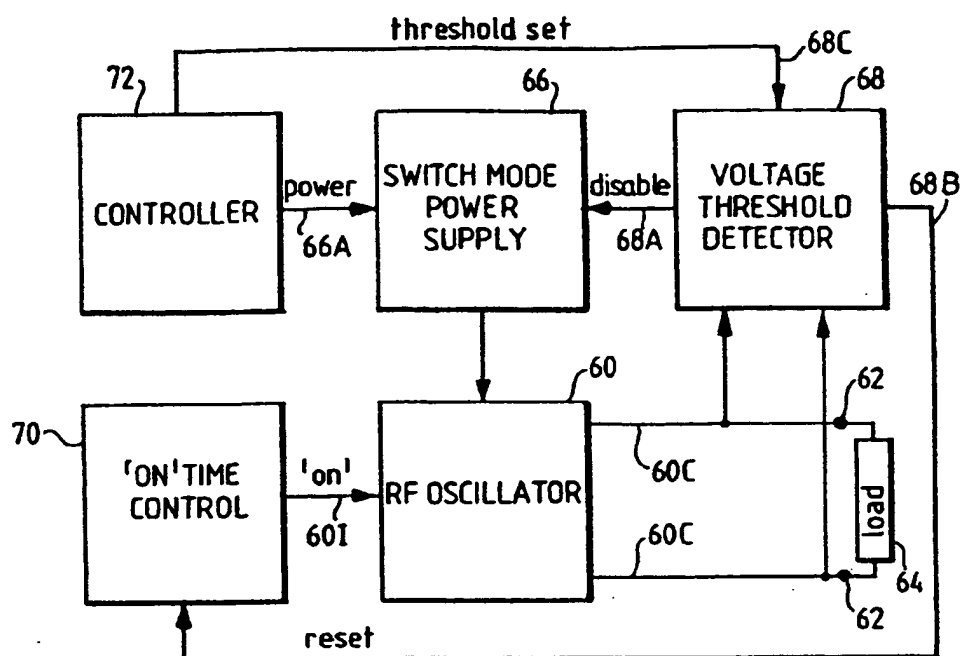 threshold set
68C
72
66
68
CONTROLLER
power
66A
SWITCH MODE
POWER
SUPPLY
disable
68A
VOLTAGE
THRESHOLD
DETECTOR
68B
60
62
70
'ON' TIME
CONTROL
'on'
60I
RF OSCILLATOR
60C
60C
load
64
62
reset